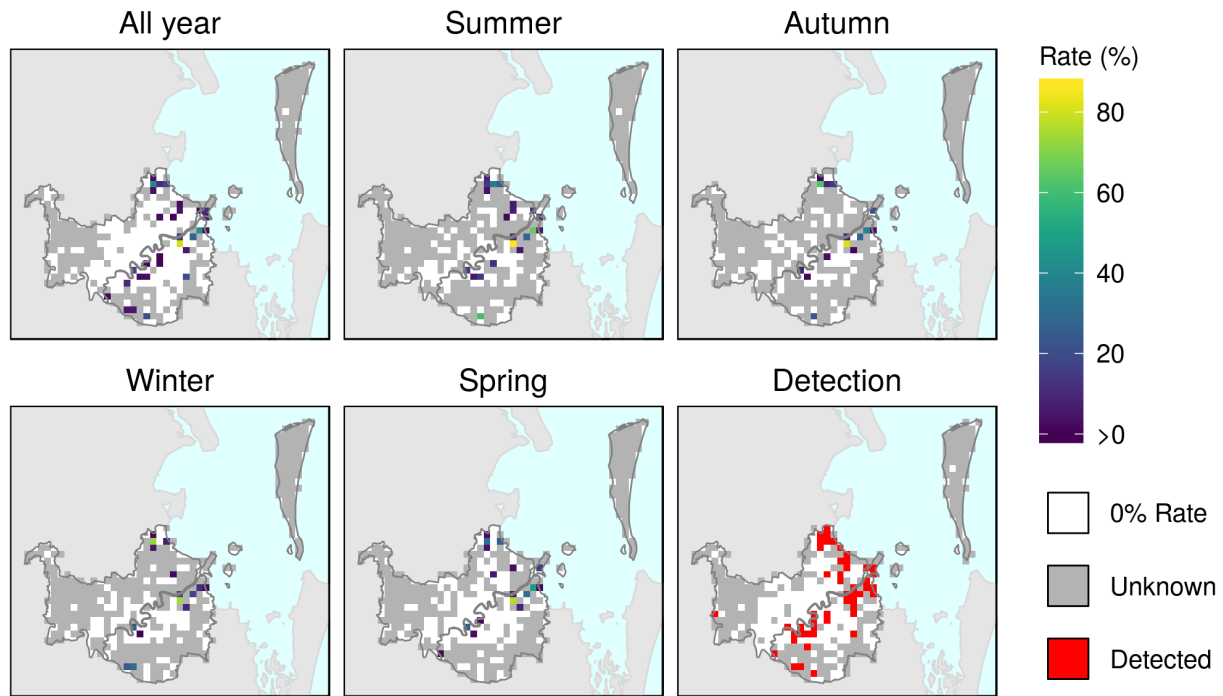 All year
Summer
Autumn
Rate (%)
80
60
40
20
>0
Winter
Spring
Detection
0% Rate
Unknown
Detected